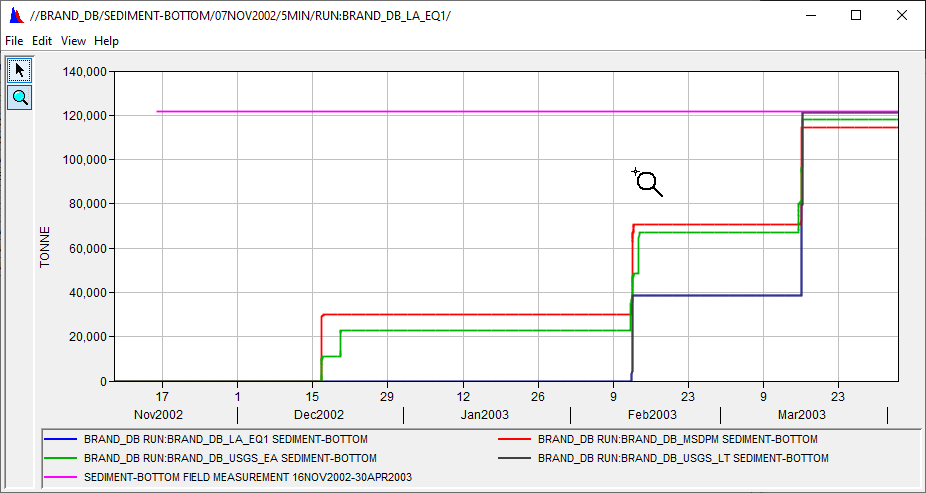 //BRAND_DB/SEDIMENT-BOTTOM/07NOV2002/5MIN/RUN:BRAND_DB_LA_EQ1/
File Edit View Help
140,000
120,000
100,000
80,000
60,000
40,000
20,000
0
TONNE
17 1 15 29 12 26 9 23 9 23
Nov2002 Dec2002 Jan2003 Feb2003 Mar2003
BRAND_DB RUN:BRAND_DB_LA_EQ1 SEDIMENT-BOTTOM BRAND_DB RUN:BRAND_DB_MSDPM SEDIMENT-BOTTOM
BRAND_DB RUN:BRAND_DB_USGS_EA SEDIMENT-BOTTOM BRAND_DB RUN:BRAND_DB_USGS_LT SEDIMENT-BOTTOM
SEDIMENT-BOTTOM FIELD MEASUREMENT 16NOV2002-30APR2003